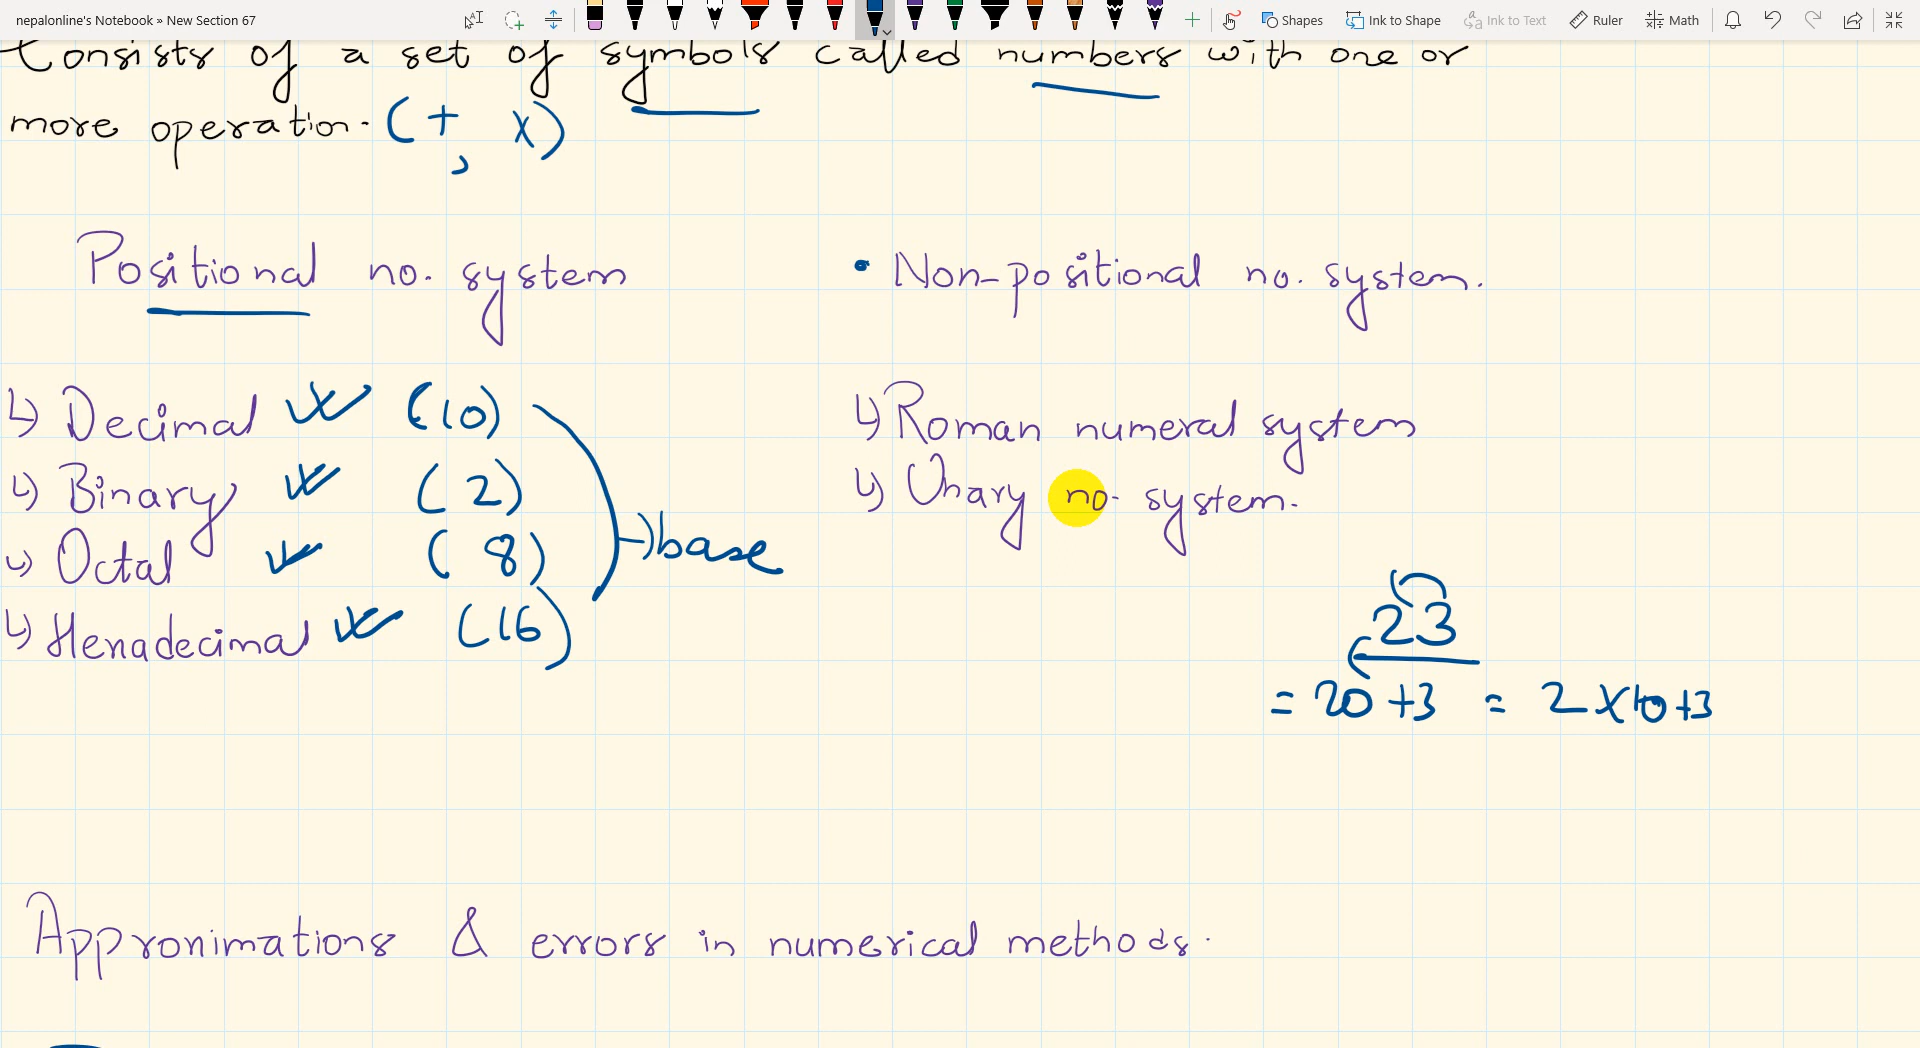 nepalonline's Notebook » New Section 67
Shapes Ink to Shape Ink to Text Ruler Math
Consists of a set of symbols called numbers with one or
more operation. (+, x)
Positional no. system
• Non-positional no. system.
↳ Decimal (10)
↳ Binary (2)
↳ Octal (8)
↳ Hexadecimal (16)
→ base
↳ Roman numeral system
↳ Unary no. system.
23
= 20 + 3 = 2 x 10 + 3
Approximations & errors in numerical methods.